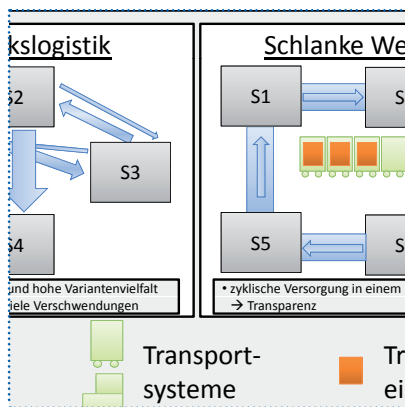 kslogistik
S2
S3
S4
und hohe Variantenvielfalt
viele Verschwendungen
Schlanke We
S1
S
S5
S
• zyklische Versorgung in einem
→ Transparenz
Transport-
systeme
Tr
ei